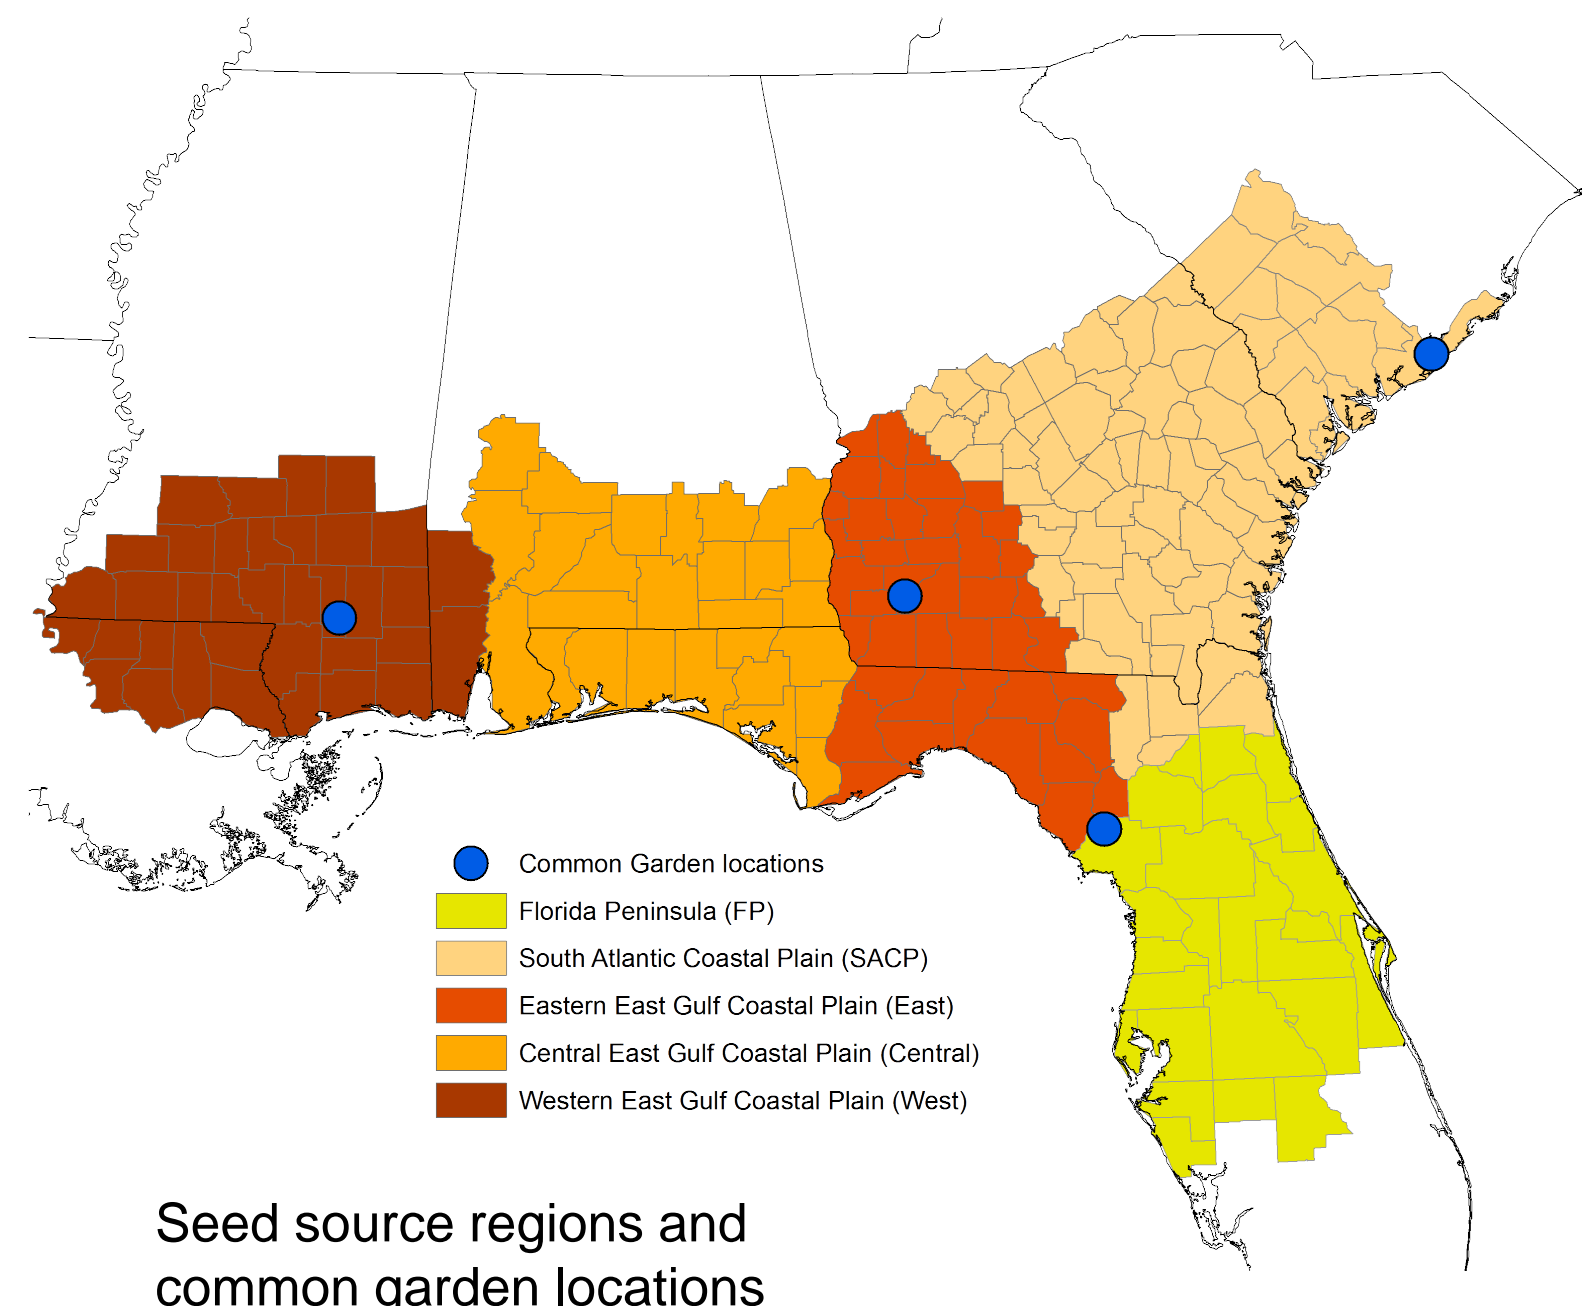 Common Garden locations
Florida Peninsula (FP)
South Atlantic Coastal Plain (SACP)
Eastern East Gulf Coastal Plain (East)
Central East Gulf Coastal Plain (Central)
Western East Gulf Coastal Plain (West)
Seed source regions and
common garden locations